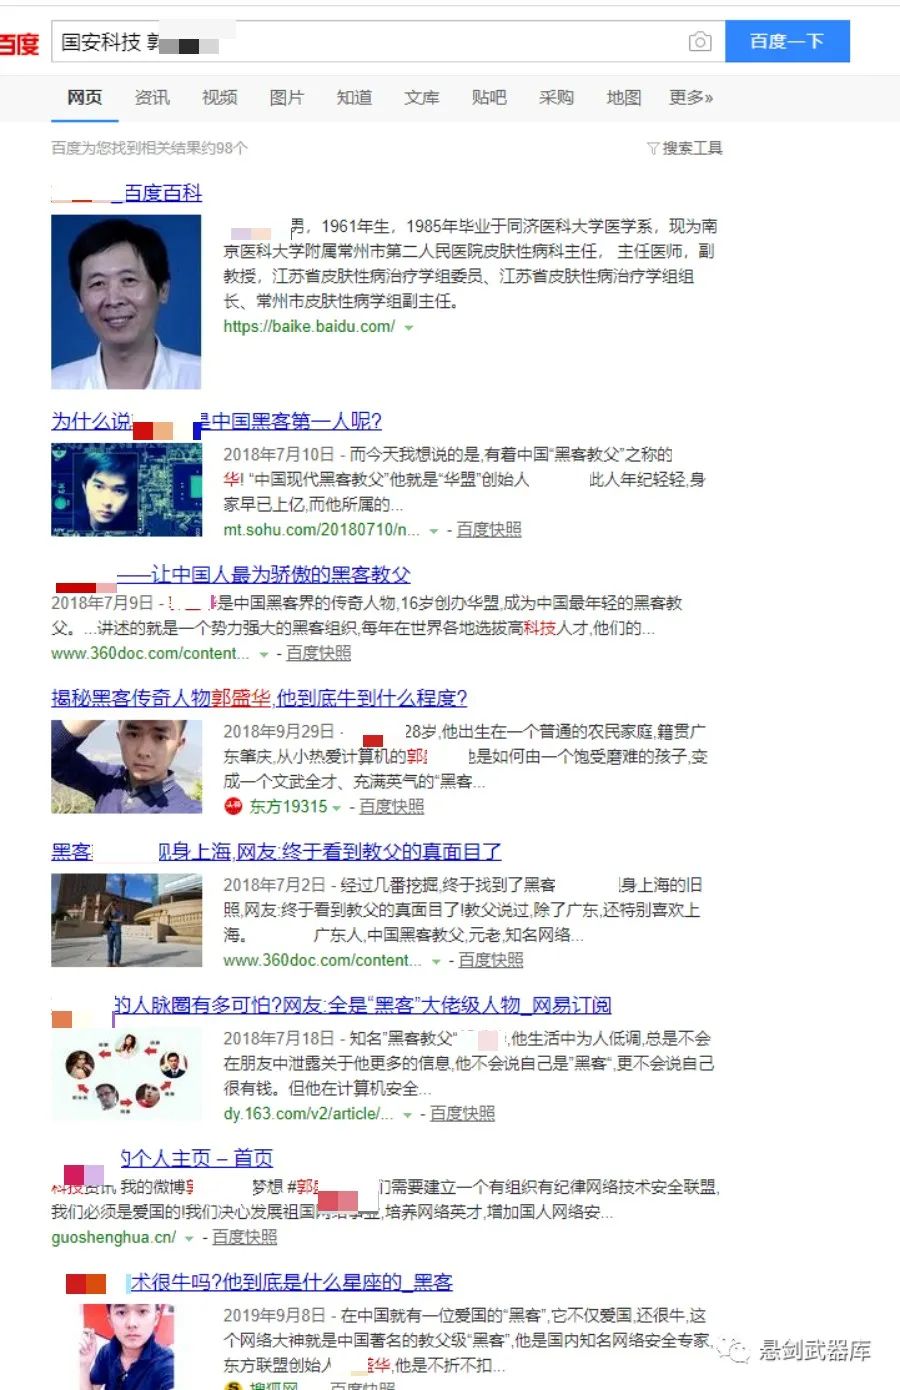 百度
国安科技 郭
百度一下
网页 资讯 视频 图片 知道 文库 贴吧 采购 地图 更多»
百度为您找到相关结果约98个
搜索工具
_百度百科
男，1961年生，1985年毕业于同济医科大学医学系，现为南
京医科大学附属常州市第二人民医院皮肤性病科主任， 主任医师，副
教授，江苏省皮肤性病治疗学组委员、江苏省皮肤性病治疗学组组
长、常州市皮肤性病学组副主任。
https://baike.baidu.com/
为什么说 是中国黑客第一人呢?
2018年7月10日 - 而今天我想说的是,有着中国“黑客教父”之称的
华! “中国现代黑客教父”他就是“华盟”创始人 此人年纪轻轻,身
家早已上亿,而他所属的...
mt.sohu.com/20180710/n... - 百度快照
——让中国人最为骄傲的黑客教父
2018年7月9日 - 是中国黑客界的传奇人物,16岁创办华盟,成为中国最年轻的黑客教
父。...讲述的就是一个势力强大的黑客组织,每年在世界各地选拔高科技人才,他们的...
www.360doc.com/content... - 百度快照
揭秘黑客传奇人物郭盛华,他到底牛到什么程度?
2018年9月29日 - 28岁,他出生在一个普通的农民家庭,籍贯广
东肇庆,从小热爱计算机的郭盛 他是如何由一个饱受磨难的孩子,变
成一个文武全才、充满英气的“黑客...
东方19315 - 百度快照
黑客 现身上海,网友:终于看到教父的真面目了
2018年7月2日 - 经过几番挖掘,终于找到了黑客 身上海的旧
照,网友:终于看到教父的真面目了!教父说过,除了广东,还特别喜欢上
海。 广东人,中国黑客教父,元老,知名网络...
www.360doc.com/content... - 百度快照
的人脉圈有多可怕?网友:全是“黑客”大佬级人物_网易订阅
2018年7月18日 - 知名”黑客教父“ ,他生活中为人低调,总是不会
在朋友中泄露关于他更多的信息,他不会说自己是”黑客“,更不会说自己
很有钱。但他在计算机安全...
dy.163.com/v2/article/... - 百度快照
的个人主页 – 首页
科技资讯 我的微博郭 梦想 #郭盛 们需要建立一个有组织有纪律网络技术安全联盟,
我们必须是爱国的!我们决心发展祖国网络事业,培养网络英才,增加国人网络安...
guoshenghua.cn/ - 百度快照
术很牛吗?他到底是什么星座的_黑客
2019年9月8日 - 在中国就有一位爱国的“黑客”,它不仅爱国,还很牛,这
个网络大神就是中国著名的教父级“黑客”,他是国内知名网络安全专家,
东方联盟创始人 盛华,他是不折不扣...
搜狐网 - 百度快照
悬剑武器库